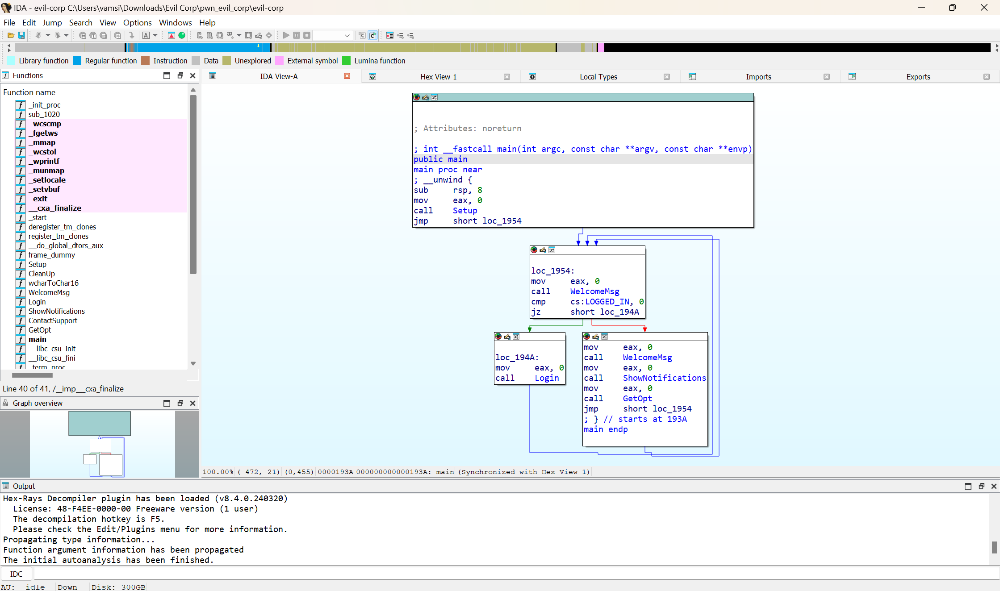 IDA - evil-corp C:\Users\vamsi\Downloads\Evil Corp\pwn_evil_corp\evil-corp
File Edit Jump Search View Options Windows Help
Library function Regular function Instruction Data Unexplored External symbol Lumina function
Functions
IDA View-A
Hex View-1
Local Types
Imports
Exports
Function name
_init_proc
sub_1020
_wcscmp
_fgetws
_mmap
_wcstol
_wprintf
_munmap
_setlocale
_setvbuf
_exit
__cxa_finalize
_start
deregister_tm_clones
register_tm_clones
__do_global_dtors_aux
frame_dummy
Setup
CleanUp
wcharToChar16
WelcomeMsg
Login
ShowNotifications
ContactSupport
GetOpt
main
__libc_csu_init
__libc_csu_fini
_term_proc
Line 40 of 41, /__imp___cxa_finalize
Graph overview
; Attributes: noreturn
; int __fastcall main(int argc, const char **argv, const char **envp)
public main
main proc near
; __unwind {
sub rsp, 8
mov eax, 0
call Setup
jmp short loc_1954
loc_1954:
mov eax, 0
call WelcomeMsg
cmp cs:LOGGED_IN, 0
jz short loc_194A
loc_194A:
mov eax, 0
call Login
mov eax, 0
call WelcomeMsg
mov eax, 0
call ShowNotifications
mov eax, 0
call GetOpt
jmp short loc_1954
; } // starts at 193A
main endp
100.00% (-472,-21) (0,455) 0000193A 000000000000193A: main (Synchronized with Hex View-1)
Output
Hex-Rays Decompiler plugin has been loaded (v8.4.0.240320)
License: 48-F4EE-0000-00 Freeware version (1 user)
The decompilation hotkey is F5.
Please check the Edit/Plugins menu for more information.
Propagating type information...
Function argument information has been propagated
The initial autoanalysis has been finished.
IDC
AU: idle Down Disk: 300GB